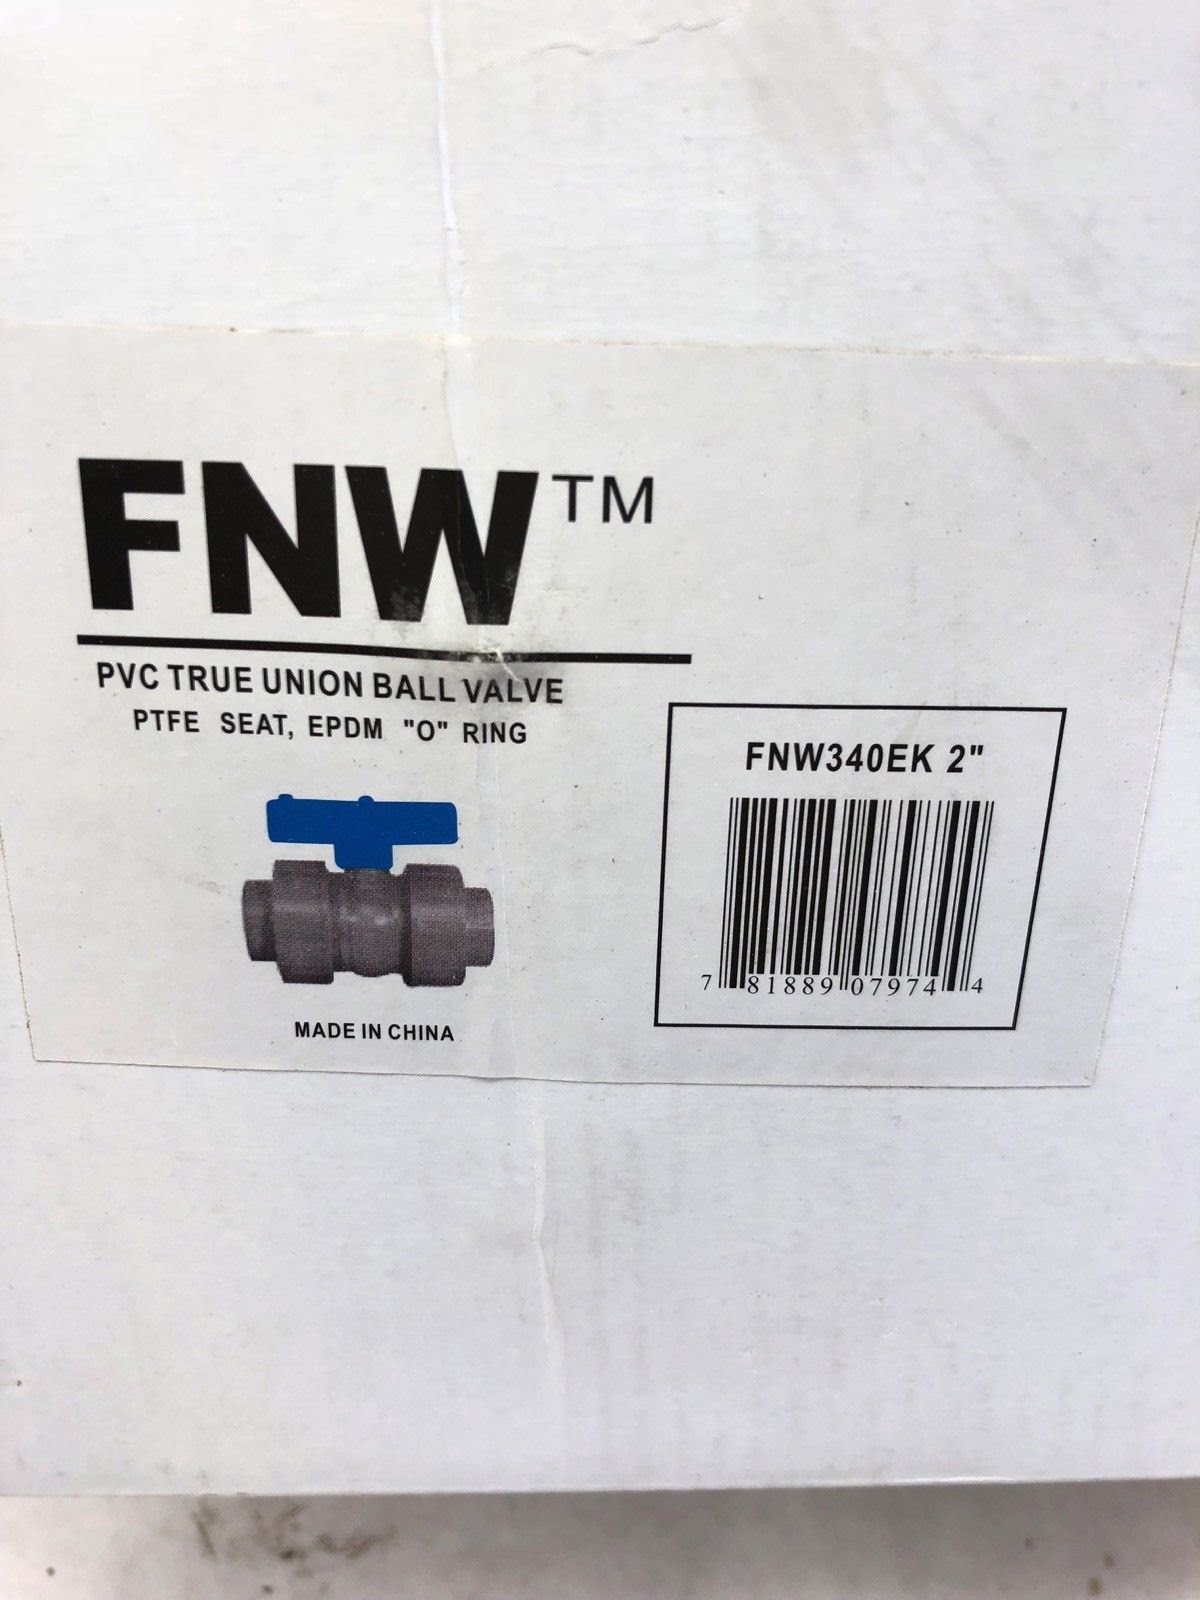 FNW™
PVC TRUE UNION BALL VALVE
PTFE SEAT, EPDM "O" RING
MADE IN CHINA
FNW340EK 2"
7 81889 07974 4